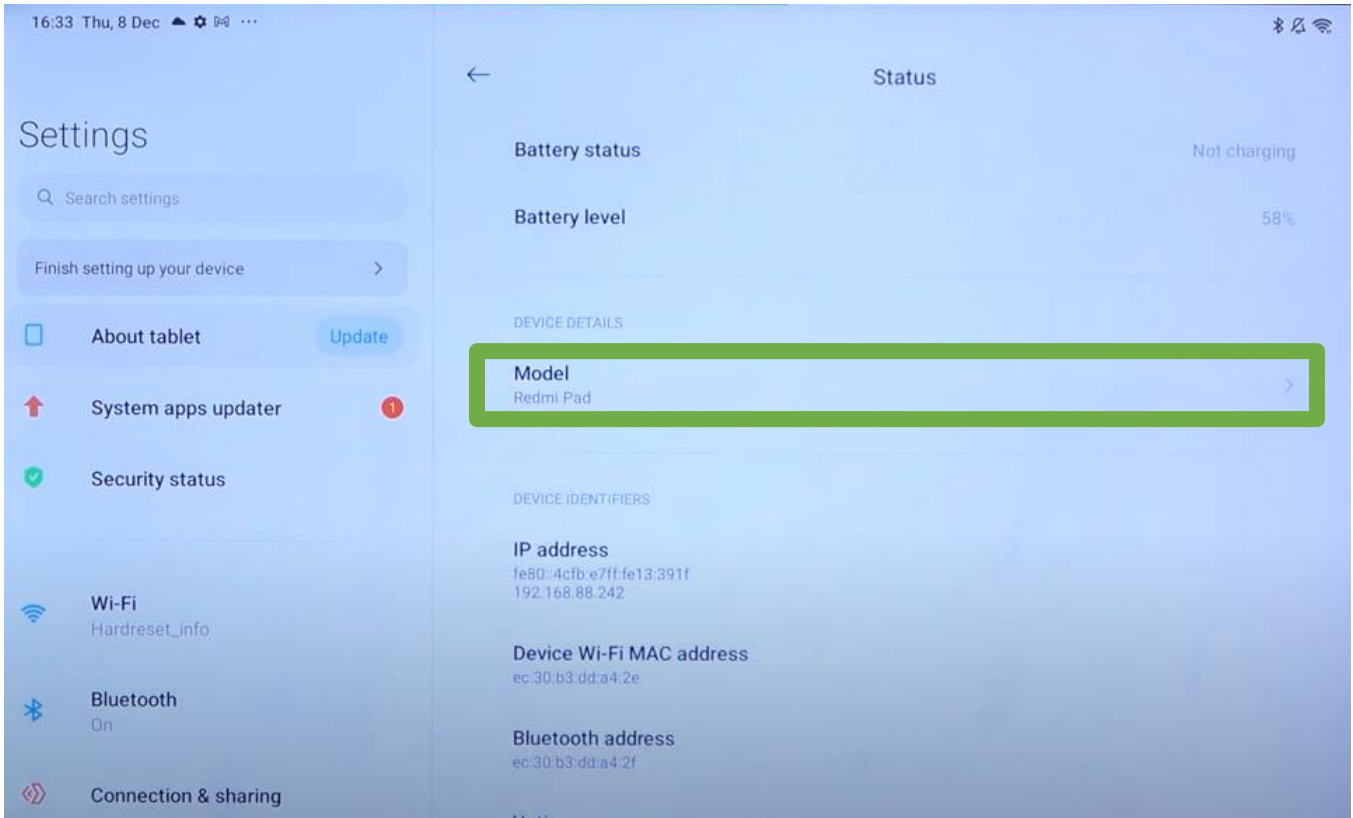 16:33 Thu, 8 Dec
Settings
Search settings
Finish setting up your device
About tablet
Update
System apps updater
1
Security status
Wi-Fi
Hardreset_info
Bluetooth
On
Connection & sharing
Status
Battery status
Not charging
Battery level
58%
DEVICE DETAILS
Model
Redmi Pad
DEVICE IDENTIFIERS
IP address
fe80::4cfb:e7ff:fe13:391f
192.168.88.242
Device Wi-Fi MAC address
ec:30:b3:dd:a4:2e
Bluetooth address
ec:30:b3:dd:a4:2f